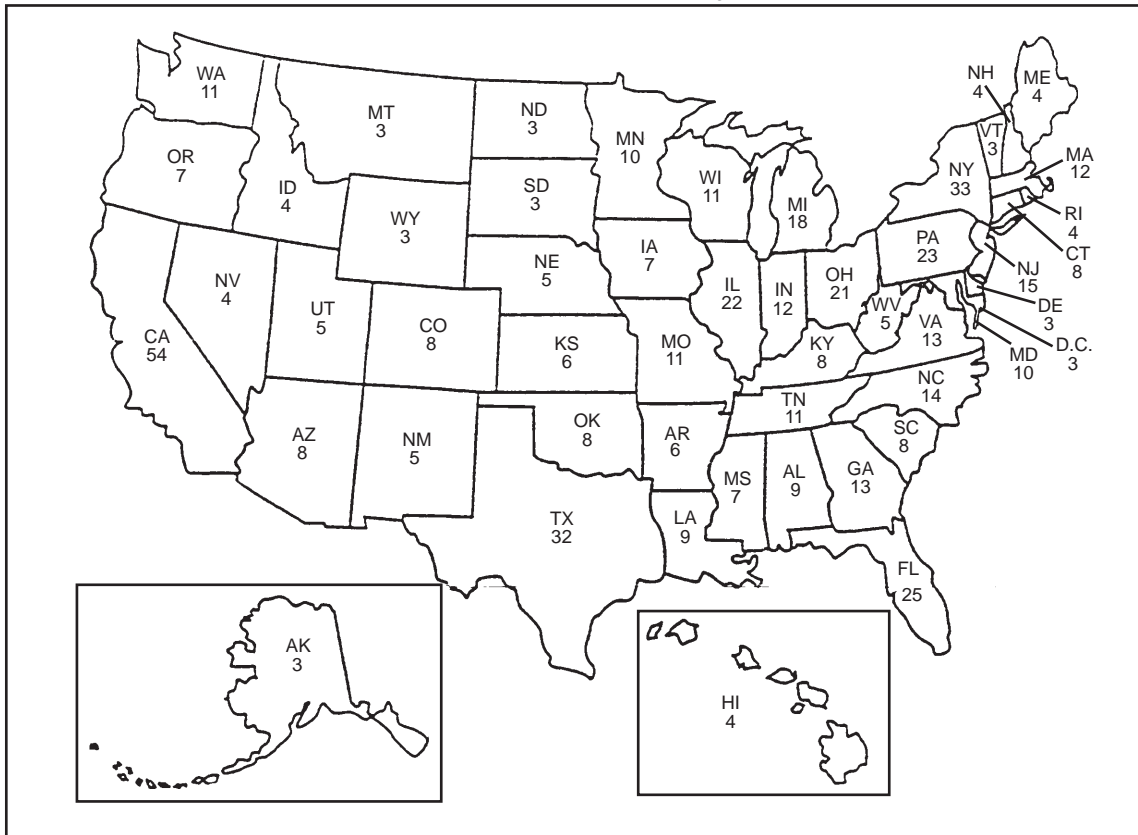 WA
11
MT
3
ND
3
MN
10
NH
4
ME
4
VT
3
OR
7
ID
4
SD
3
WI
11
MI
18
NY
33
MA
12
WY
3
RI
4
IA
7
PA
23
CT
8
NE
5
NV
4
UT
5
CO
8
IL
22
IN
12
OH
21
NJ
15
WV
5
DE
3
CA
54
KS
6
MO
11
KY
8
VA
13
D.C.
3
MD
10
TN
11
NC
14
AZ
8
NM
5
OK
8
AR
6
SC
8
MS
7
AL
9
GA
13
TX
32
LA
9
FL
25
AK
3
HI
4